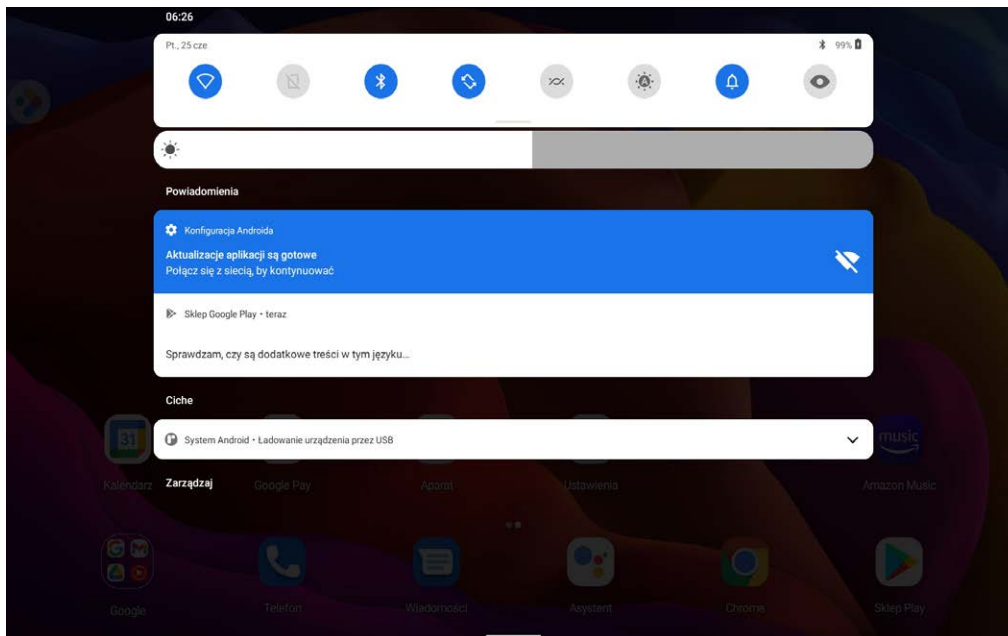 06:26
Pt., 25 cze
99%
Powiadomienia
Konfiguracja Androida
Aktualizacje aplikacji są gotowe
Połącz się z siecią, by kontynuować
Sklep Google Play • teraz
Sprawdzam, czy są dodatkowe treści w tym języku…
Ciche
System Android • Ładowanie urządzenia przez USB
31
music
Kalendarz
Zarządzaj
Google Pay
Aparat
Ustawienia
Amazon Music
Google
Telefon
Wiadomości
Asystent
Chrome
Sklep Play